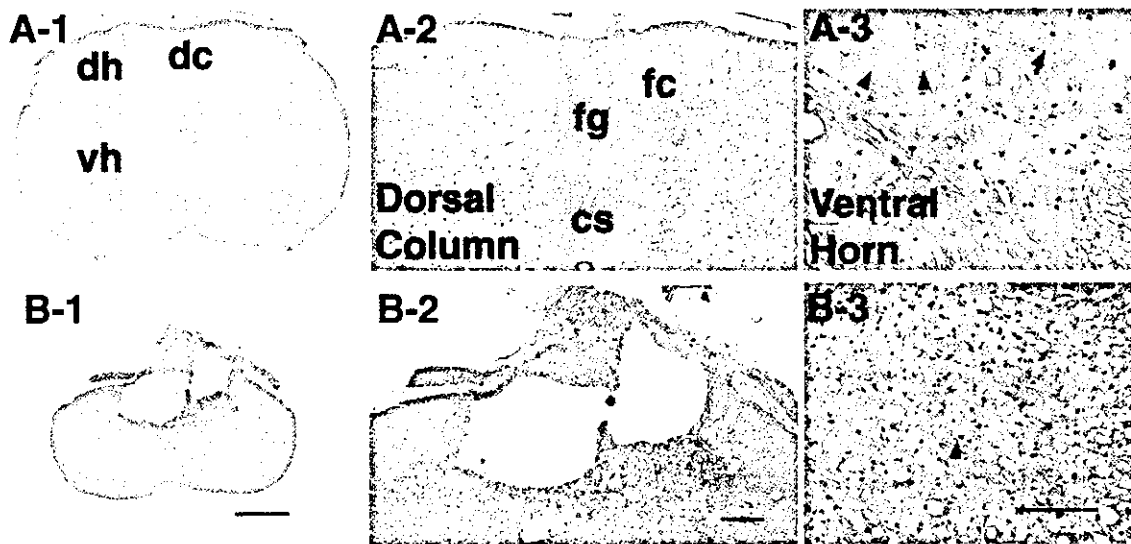 A-1
dh
dc
vh
A-2
fc
fg
cs
Dorsal
Column
A-3
Ventral
Horn
B-1
B-2
B-3